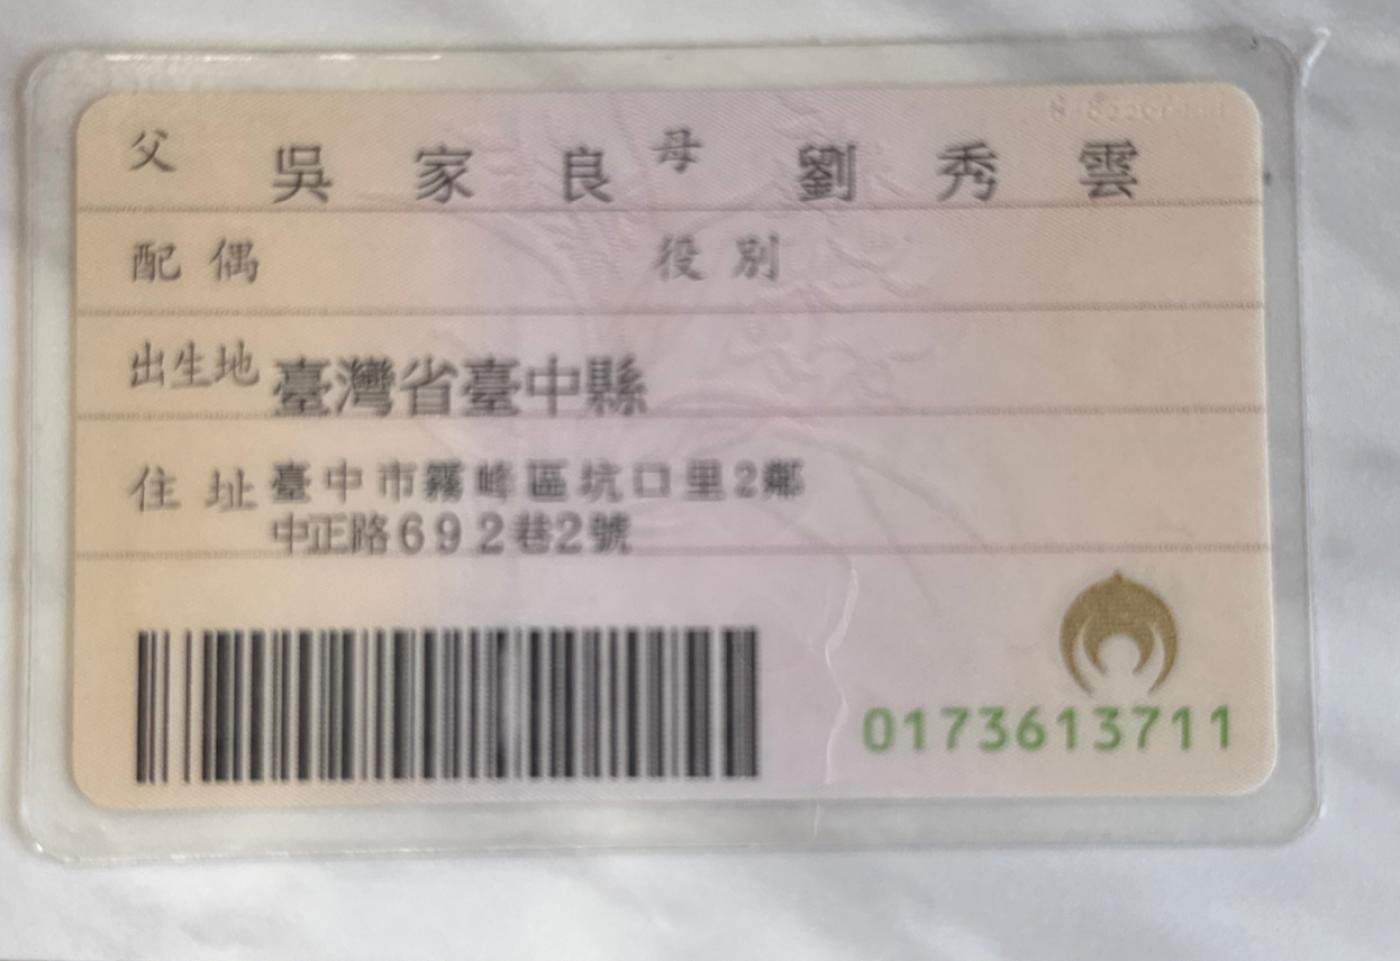 父 吳家良 母 劉秀雲
配偶 役別
出生地 臺灣省臺中縣
住址 臺中市霧峰區坑口里2鄰
中正路692巷2號
0173613711